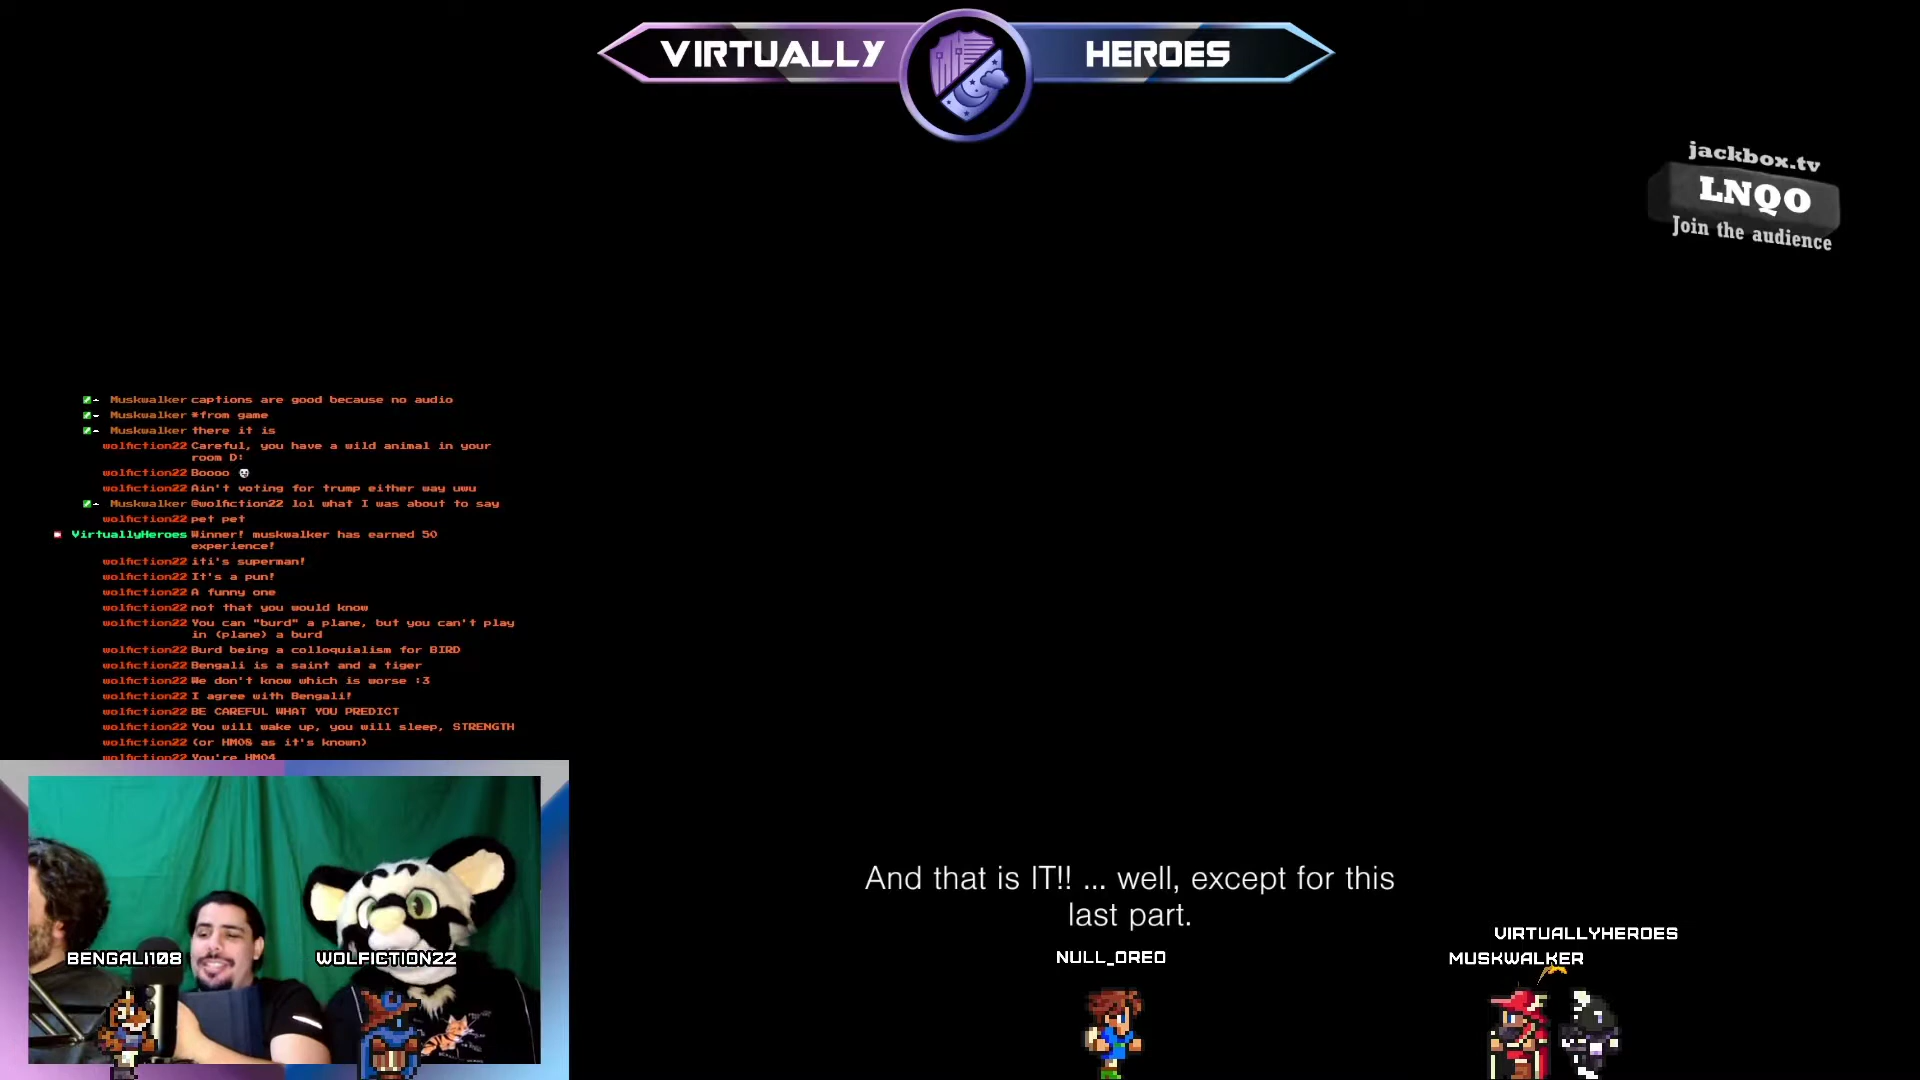 VIRTUALLY HEROES
jackbox.tv
LNQO
Join the audience
Muskwalker captions are good because no audio
Muskwalker *from game
Muskwalker there it is
wolfiction22 Careful, you have a wild animal in your
room D:
wolfiction22 Boooo
wolfiction22 Ain't voting for trump either way uwu
Muskwalker @wolfiction22 lol what I was about to say
wolfiction22 pet pet
VirtuallyHeroes Winner! muskwalker has earned 50
experience!
wolfiction22 iti's superman!
wolfiction22 It's a pun!
wolfiction22 A funny one
wolfiction22 not that you would know
wolfiction22 You can "burd" a plane, but you can't play
in (plane) a burd
wolfiction22 Burd being a colloquialism for BIRD
wolfiction22 Bengali is a saint and a tiger
wolfiction22 We don't know which is worse :3
wolfiction22 I agree with Bengali!
wolfiction22 BE CAREFUL WHAT YOU PREDICT
wolfiction22 You will wake up, you will sleep, STRENGTH
wolfiction22 (or HM08 as it's known)
wolfiction22 You're HM04
And that is IT!! ... well, except for this
last part.
BENGALI108
WOLFICTION22
NULL_OREO
VIRTUALLYHEROES
MUSKWALKER